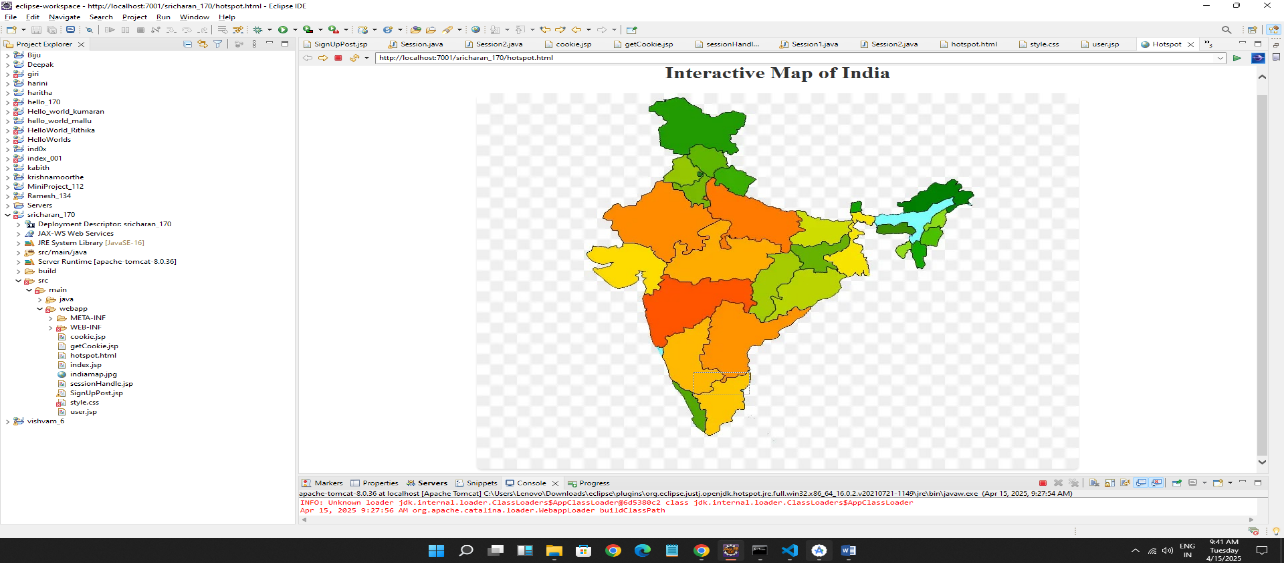 eclipse-workspace - http://localhost:7001/sricharan_170/hotspot.html - Eclipse IDE
File Edit Navigate Search Project Run Window Help
Project Explorer
SignUpPost.jsp Session.java Session2.java cookie.jsp getCookie.jsp sessionHandl... Session1.java Session2.java hotspot.html style.css user.jsp Hotspot
http://localhost:7001/sricharan_170/hotspot.html
Deepak
giri
harini
haritha
hello_170
Hello_world_kumaran
hello_world_mallu
HelloWorld_Rithika
HelloWorlds
ind0x
index_001
kabith
krishnamoorthe
MiniProject_112
Ramesh_134
Servers
sricharan_170
Deployment Descriptor: sricharan_170
JAX-WS Web Services
JRE System Library [JavaSE-16]
src/main/java
Server Runtime [apache-tomcat-8.0.36]
build
src
main
java
webapp
META-INF
WEB-INF
cookie.jsp
getCookie.jsp
hotspot.html
index.jsp
indiamap.jpg
sessionHandle.jsp
SignUpPost.jsp
style.css
user.jsp
vishvam_6
Interactive Map of India
Markers Properties Servers Snippets Console Progress
apache-tomcat-8.0.36 at localhost [Apache Tomcat] C:\Users\Lenovo\Downloads\eclipse\plugins\org.eclipse.justj.openjdk.hotspot.jre.full.win32.x86_64_16.0.2.v20210721-1149\jre\bin\javaw.exe (Apr 15, 2025, 9:27:54 AM)
INFO: Unknown loader jdk.internal.loader.ClassLoaders$AppClassLoader@6d5380c2 class jdk.internal.loader.ClassLoaders$AppClassLoader
Apr 15, 2025 9:27:56 AM org.apache.catalina.loader.WebappLoader buildClassPath
ENG
IN
9:41 AM
Tuesday
4/15/2025